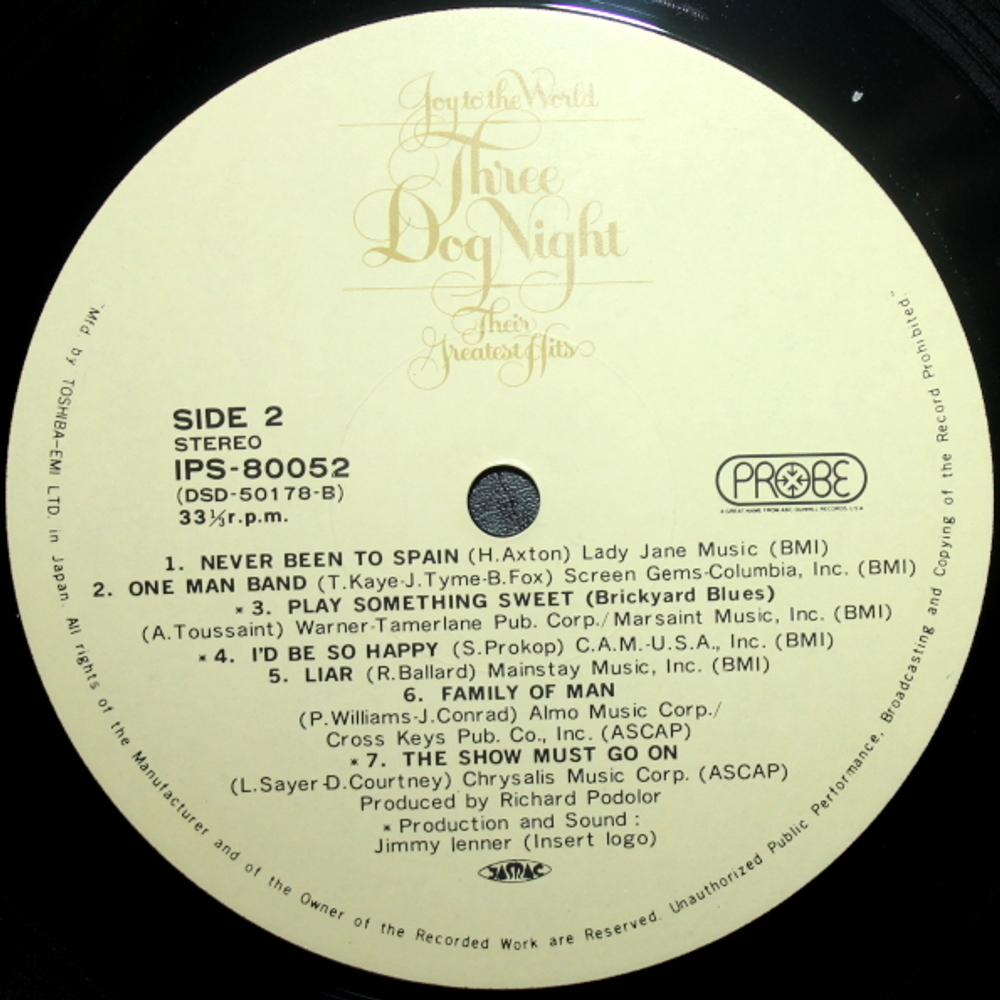 Joy to the World
Three
Dog Night
Their
Greatest Hits
SIDE 2
STEREO
IPS-80052
(DSD-50178-B)
33⅓r.p.m.
PROBE
A GREAT NAME FROM ABC DUNHILL RECORDS, U.S.A.
1. NEVER BEEN TO SPAIN (H.Axton) Lady Jane Music (BMI)
2. ONE MAN BAND (T.Kaye-J.Tyme-B.Fox) Screen Gems-Columbia, Inc. (BMI)
* 3. PLAY SOMETHING SWEET (Brickyard Blues)
(A.Toussaint) Warner-Tamerlane Pub. Corp./Marsaint Music, Inc. (BMI)
* 4. I'D BE SO HAPPY (S.Prokop) C.A.M.-U.S.A., Inc. (BMI)
5. LIAR (R.Ballard) Mainstay Music, Inc. (BMI)
6. FAMILY OF MAN
(P.Williams-J.Conrad) Almo Music Corp./
Cross Keys Pub. Co., Inc. (ASCAP)
* 7. THE SHOW MUST GO ON
(L.Sayer-D.Courtney) Chrysalis Music Corp. (ASCAP)
Produced by Richard Podolor
* Production and Sound :
Jimmy Ienner (Insert logo)
JASRAC
"Mfd. by TOSHIBA-EMI LTD. in Japan. All rights of the Manufacturer and of the Owner of the Recorded Work are Reserved. Unauthorized Public Performance, Broadcasting and Copying of the Record Prohibited."